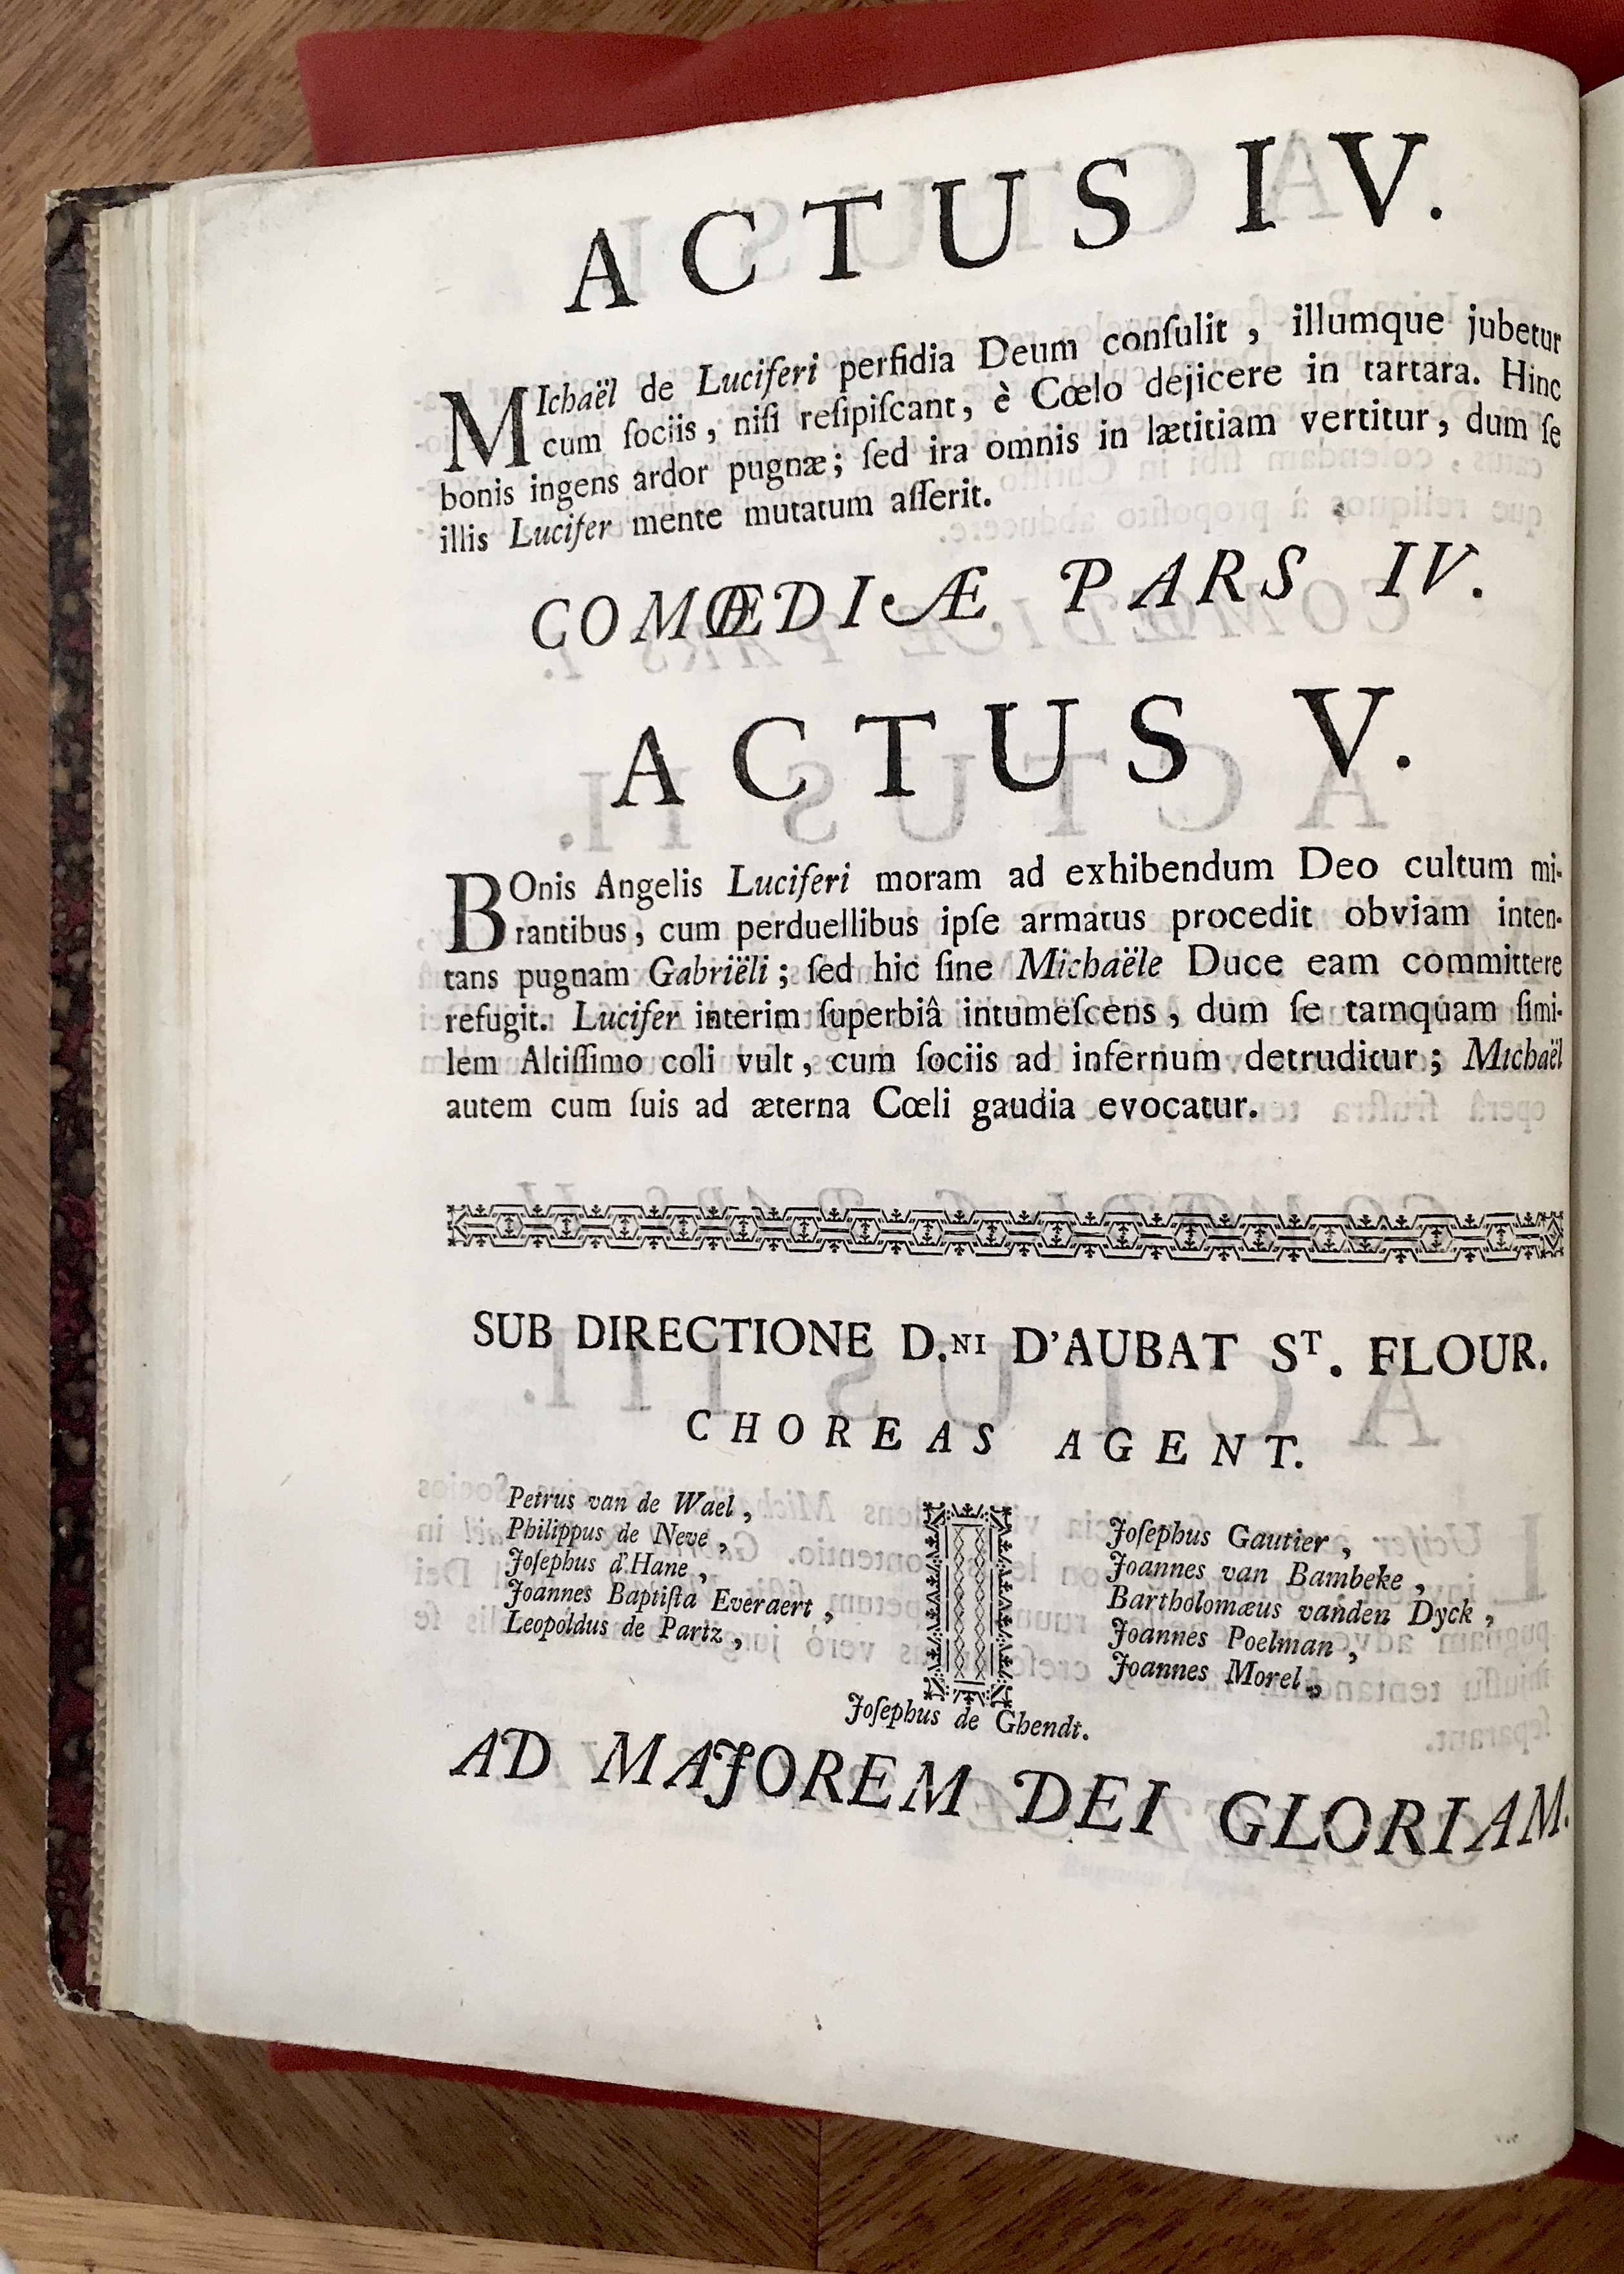 ACTUS IV.
MIchaël de Luciferi perfidia Deum conſulit, illumque jubetur
cum ſociis, niſi reſipiſcant, è Cœlo dejicere in tartara. Hinc
bonis ingens ardor pugnæ; ſed ira omnis in lætitiam vertitur, dum ſe
illis Lucifer mente mutatum aſſerit.
COMŒDIÆ PARS IV.
ACTUS V.
BOnis Angelis Luciferi moram ad exhibendum Deo cultum mi-
rantibus, cum perduellibus ipſe armatus procedit obviam inten-
tans pugnam Gabriëli; ſed hic ſine Michaële Duce eam committere
refugit. Lucifer interim ſuperbiâ intumeſcens, dum ſe tamquam ſimi-
lem Altiſſimo coli vult, cum ſociis ad infernum detruditur; Michaël
autem cum ſuis ad æterna Cœli gaudia evocatur.
SUB DIRECTIONE D.NI D'AUBAT ST. FLOUR.
CHOREAS AGENT.
Petrus van de Wael,
Philippus de Neve,
Joſephus d'Hane,
Joannes Baptiſta Everaert,
Leopoldus de Partz,
Joſephus Gautier,
Joannes van Bambeke,
Bartholomæus vanden Dyck,
Joannes Poelman,
Joannes Morel,
Joſephus de Ghendt.
AD MAJOREM DEI GLORIAM.